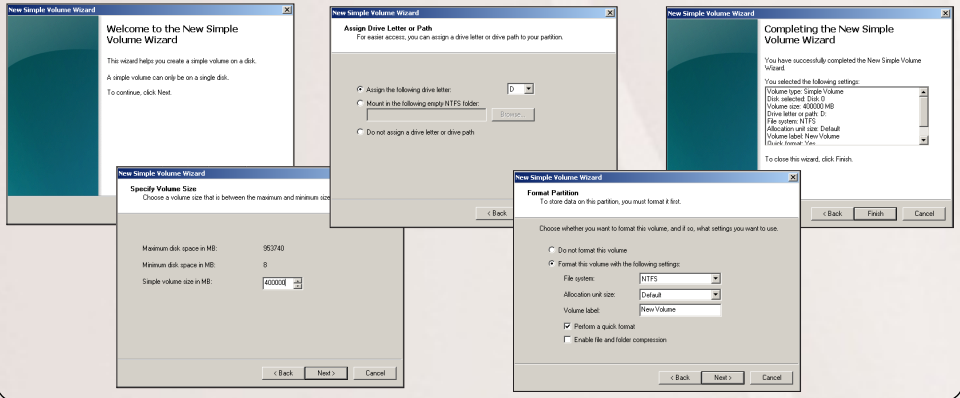 New Simple Volume Wizard
Welcome to the New Simple
Volume Wizard
This wizard helps you create a simple volume on a disk.
A simple volume can only be on a single disk.
To continue, click Next.
New Simple Volume Wizard
Specify Volume Size
Choose a volume size that is between the maximum and minimum size
Maximum disk space in MB: 953740
Minimum disk space in MB: 8
Simple volume size in MB: 400000
< Back Next > Cancel
New Simple Volume Wizard
Assign Drive Letter or Path
For easier access, you can assign a drive letter or drive path to your partition.
Assign the following drive letter: D
Mount in the following empty NTFS folder:
Browse...
Do not assign a drive letter or drive path
< Back
New Simple Volume Wizard
Format Partition
To store data on this partition, you must format it first.
Choose whether you want to format this volume, and if so, what settings you want to use.
Do not format this volume
Format this volume with the following settings:
File system: NTFS
Allocation unit size: Default
Volume label: New Volume
Perform a quick format
Enable file and folder compression
< Back Next > Cancel
New Simple Volume Wizard
Completing the New Simple
Volume Wizard
You have successfully completed the New Simple Volume
Wizard.
You selected the following settings:
Volume type: Simple Volume
Disk selected: Disk 0
Volume size: 400000 MB
Drive letter or path: D:
File system: NTFS
Allocation unit size: Default
Volume label: New Volume
Quick format: Yes
To close this wizard, click Finish.
< Back Finish Cancel